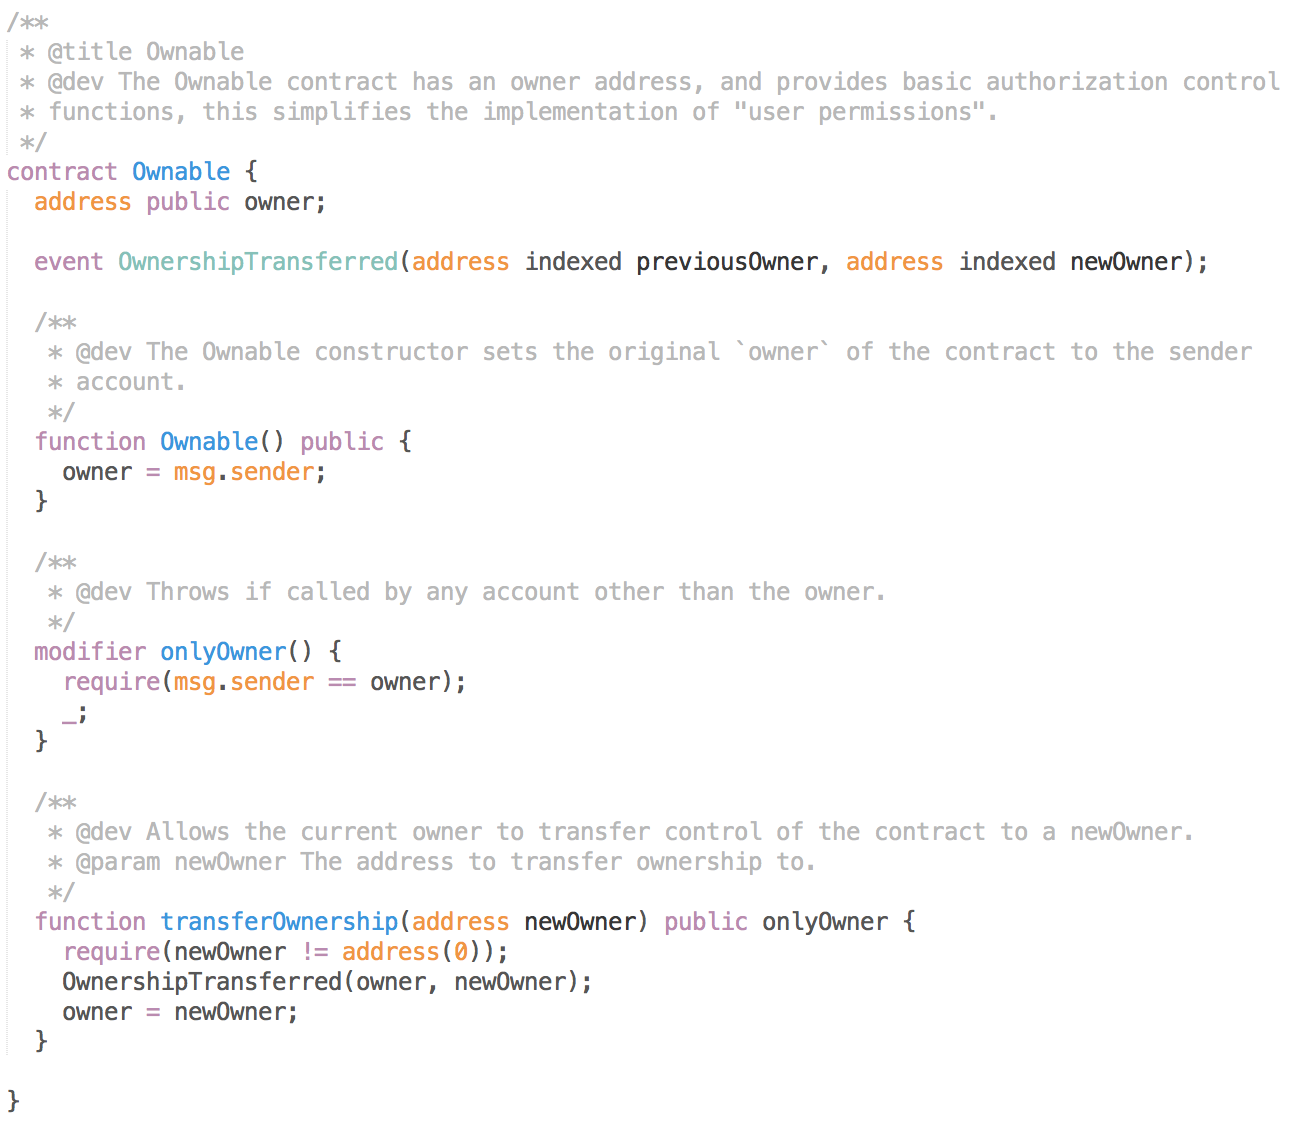 /**
 * @title Ownable
 * @dev The Ownable contract has an owner address, and provides basic authorization control
 * functions, this simplifies the implementation of "user permissions".
 */
contract Ownable {
  address public owner;

  event OwnershipTransferred(address indexed previousOwner, address indexed newOwner);

  /**
   * @dev The Ownable constructor sets the original `owner` of the contract to the sender
   * account.
   */
  function Ownable() public {
    owner = msg.sender;
  }

  /**
   * @dev Throws if called by any account other than the owner.
   */
  modifier onlyOwner() {
    require(msg.sender == owner);
    _;
  }

  /**
   * @dev Allows the current owner to transfer control of the contract to a newOwner.
   * @param newOwner The address to transfer ownership to.
   */
  function transferOwnership(address newOwner) public onlyOwner {
    require(newOwner != address(0));
    OwnershipTransferred(owner, newOwner);
    owner = newOwner;
  }

}